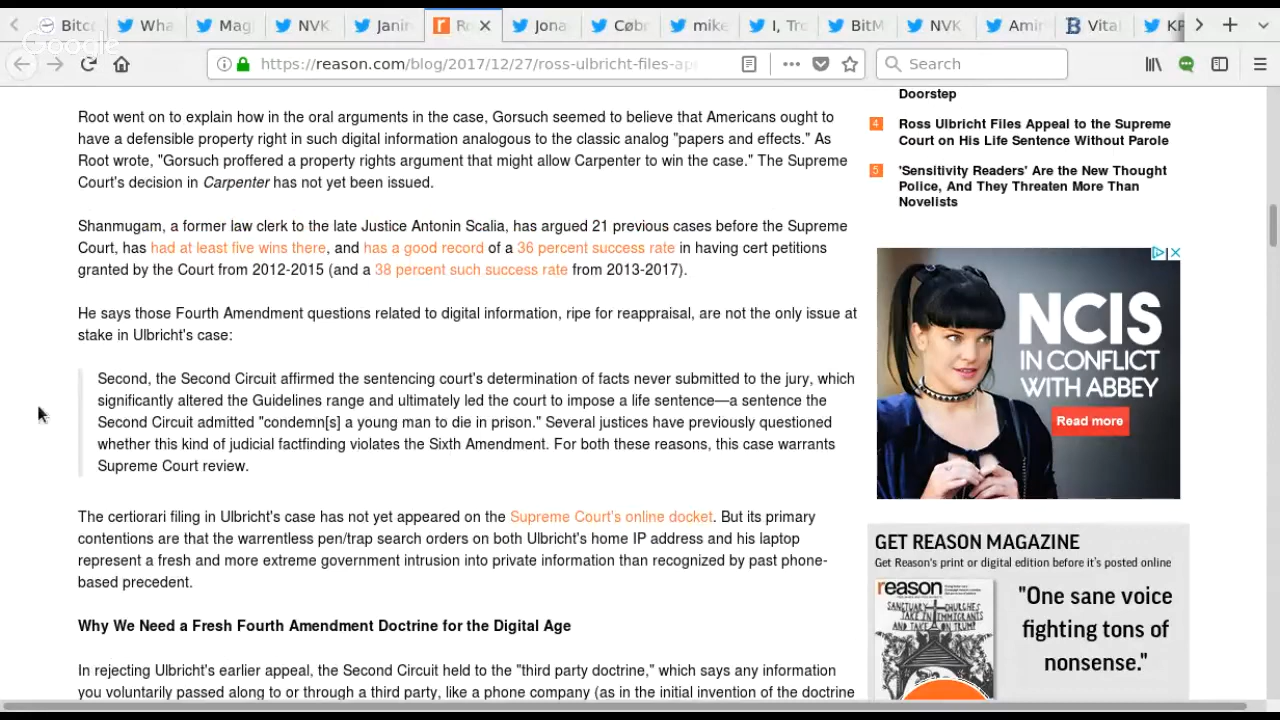 Bitco
Wha
Mag
NVK
Janin
Re
Jona
Cøbr
mike
I, Tro
BitM
NVK
Amir
Vital
KP
Google
https://reason.com/blog/2017/12/27/ross-ulbricht-files-app
Search
Root went on to explain how in the oral arguments in the case, Gorsuch seemed to believe that Americans ought to
have a defensible property right in such digital information analogous to the classic analog "papers and effects." As
Root wrote, "Gorsuch proffered a property rights argument that might allow Carpenter to win the case." The Supreme
Court's decision in Carpenter has not yet been issued.
Shanmugam, a former law clerk to the late Justice Antonin Scalia, has argued 21 previous cases before the Supreme
Court, has had at least five wins there, and has a good record of a 36 percent success rate in having cert petitions
granted by the Court from 2012-2015 (and a 38 percent such success rate from 2013-2017).
He says those Fourth Amendment questions related to digital information, ripe for reappraisal, are not the only issue at
stake in Ulbricht's case:
Second, the Second Circuit affirmed the sentencing court's determination of facts never submitted to the jury, which
significantly altered the Guidelines range and ultimately led the court to impose a life sentence—a sentence the
Second Circuit admitted "condemn[s] a young man to die in prison." Several justices have previously questioned
whether this kind of judicial factfinding violates the Sixth Amendment. For both these reasons, this case warrants
Supreme Court review.
The certiorari filing in Ulbricht's case has not yet appeared on the Supreme Court's online docket. But its primary
contentions are that the warrentless pen/trap search orders on both Ulbricht's home IP address and his laptop
represent a fresh and more extreme government intrusion into private information than recognized by past phone-
based precedent.
Why We Need a Fresh Fourth Amendment Doctrine for the Digital Age
In rejecting Ulbricht's earlier appeal, the Second Circuit held to the "third party doctrine," which says any information
you voluntarily passed along to or through a third party, like a phone company (as in the initial invention of the doctrine
Doorstep
4 Ross Ulbricht Files Appeal to the Supreme
Court on His Life Sentence Without Parole
5 'Sensitivity Readers' Are the New Thought
Police, And They Threaten More Than
Novelists
NCIS
IN CONFLICT
WITH ABBEY
Read more
GET REASON MAGAZINE
Get Reason's print or digital edition before it's posted online
reason
SANCTUARY CHURCHES
TAKE IN IMMIGRANTS
AND TAKE ON TRUMP
"One sane voice
fighting tons of
nonsense."